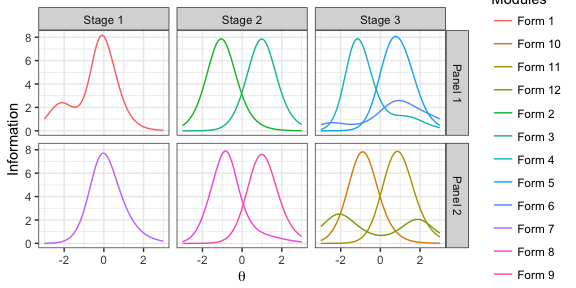 Modules
Stage 1 Stage 2 Stage 3
8
6
4
2
0
Panel 1
8
6
4
2
0
Panel 2
-2 0 2 -2 0 2 -2 0 2
θ
Information
Form 1
Form 10
Form 11
Form 12
Form 2
Form 3
Form 4
Form 5
Form 6
Form 7
Form 8
Form 9